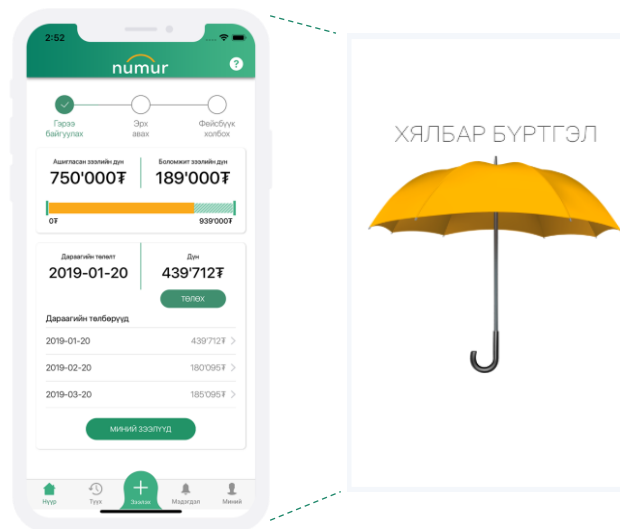 2:52
numur
?
Гэрээ байгуулах
Эрх авах
Фейсбүүк холбох
Ашигласан зээлийн дүн
Боломжит зээлийн дүн
750'000₮
189'000₮
0₮
939'000₮
Дараагийн төлөлт
Дүн
2019-01-20
439'712₮
ТӨЛӨХ
Дараагийн төлбөрүүд
2019-01-20
439'712₮
2019-02-20
180'095₮
2019-03-20
185'095₮
МИНИЙ ЗЭЭЛҮҮД
Нүүр
Түүх
Зээлэх
Мэдэгдэл
Миний
ХЯЛБАР БҮРТГЭЛ